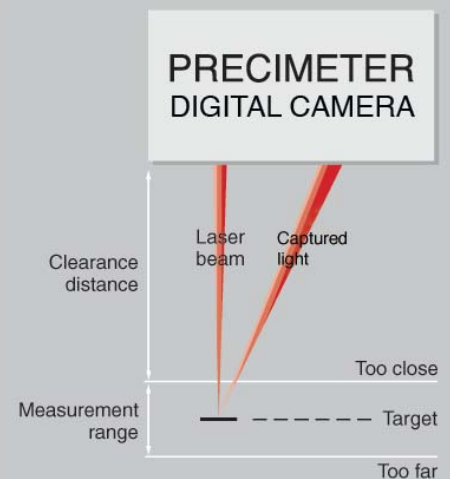 PRECIMETER
DIGITAL CAMERA
Laser
beam
Captured
light
Clearance
distance
Too close
Measurement
range
Target
Too far